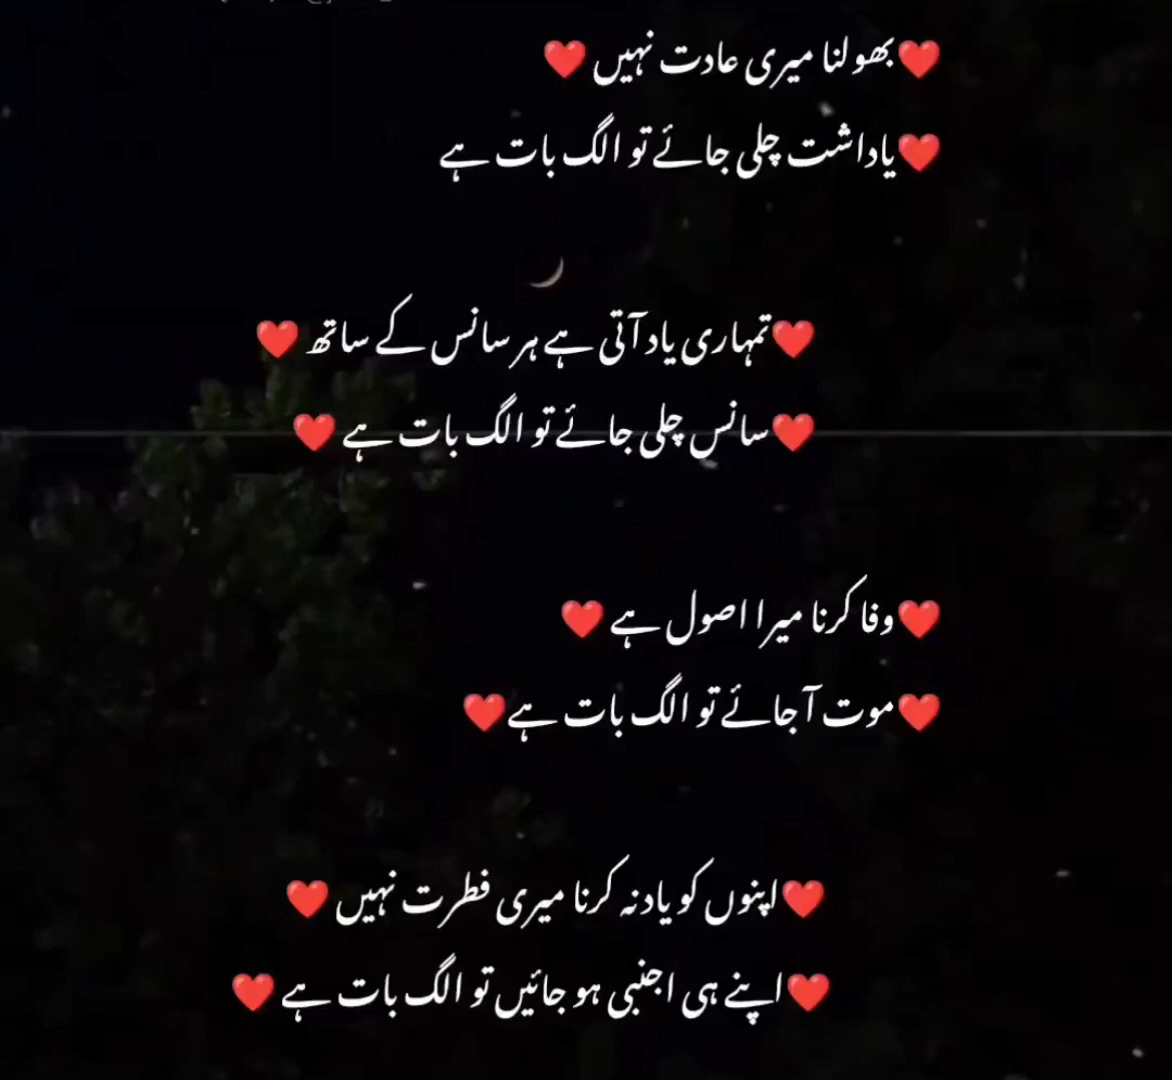 ❤️بھولنا میری عادت نہیں ❤️
❤️یاداشت چلی جائے تو الگ بات ہے
❤️تمہاری یاد آتی ہے ہر سانس کے ساتھ ❤️
❤️سانس چلی جائے تو الگ بات ہے ❤️
❤️وفا کرنا میرا اصول ہے ❤️
❤️موت آ جائے تو الگ بات ہے❤️
❤️اپنوں کو یاد نہ کرنا میری فطرت نہیں ❤️
❤️اپنے ہی اجنبی ہو جائیں تو الگ بات ہے ❤️